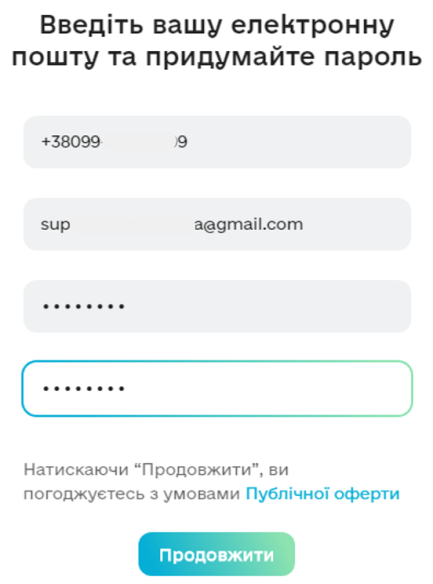 Введіть вашу електронну
пошту та придумайте пароль
+38099 9
sup a@gmail.com
••••••••
••••••••
Натискаючи “Продовжити”, ви
погоджуєтесь з умовами Публічної оферти
Продовжити